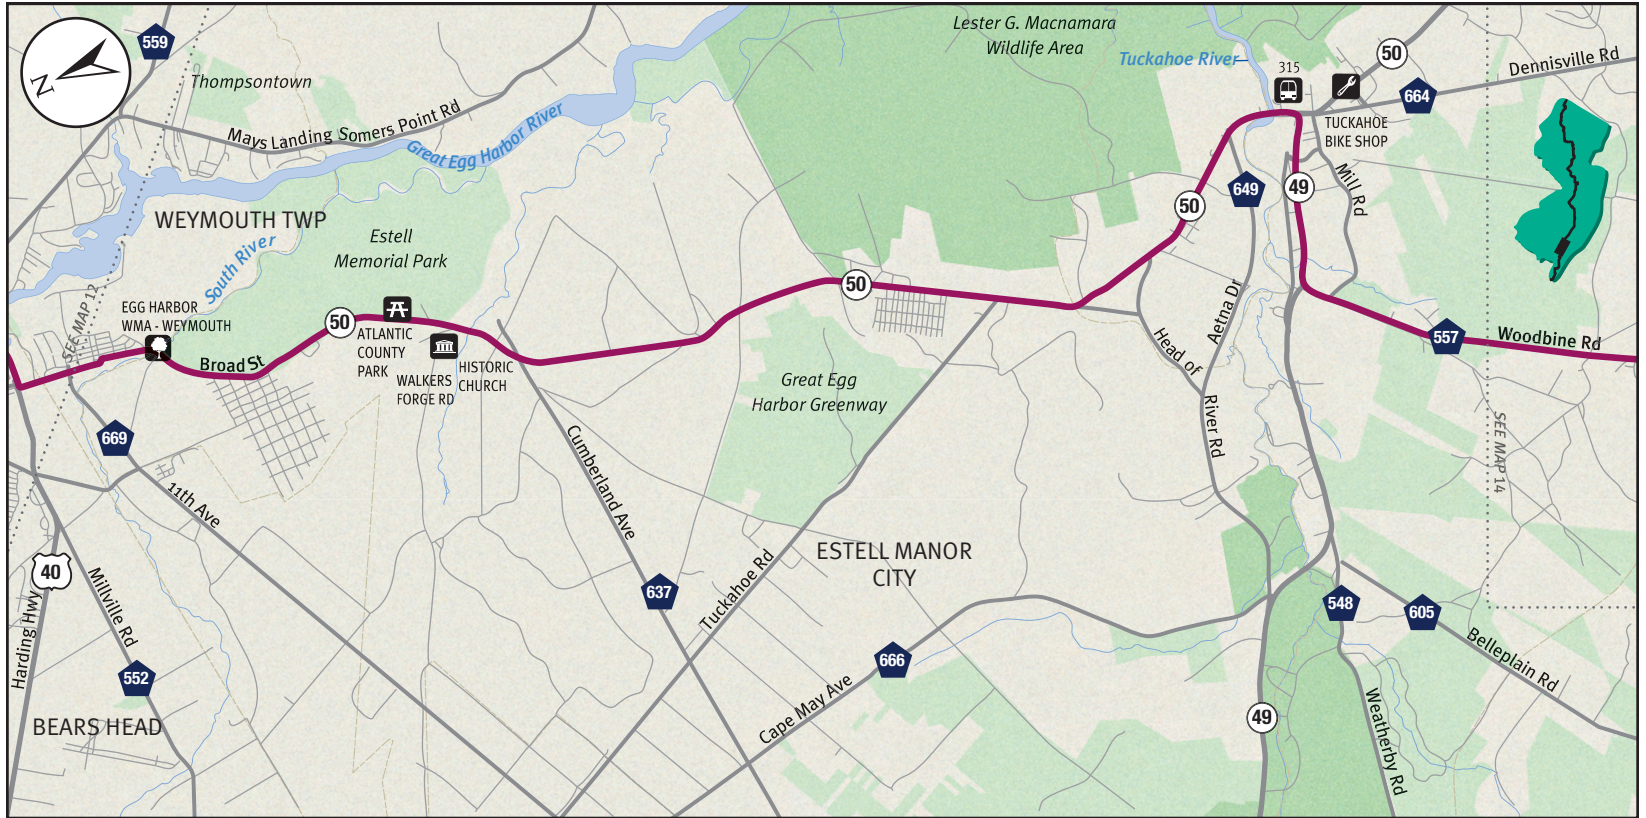 559
Thompsontown
N
Mays Landing Somers Point Rd
Great Egg Harbor River
Lester G. Macnamara
Wildlife Area
Tuckahoe River
315
50
Dennisville Rd
664
TUCKAHOE
BIKE SHOP
WEYMOUTH TWP
South River
Estell
Memorial Park
649
49
Mill Rd
50
SEE MAP 12
EGG HARBOR
WMA - WEYMOUTH
50
ATLANTIC
COUNTY
PARK
Broad St
WALKERS
FORGE RD
HISTORIC
CHURCH
50
Aetna Dr
Head of
River Rd
557
Woodbine Rd
Great Egg
Harbor Greenway
SEE MAP 14
669
11th Ave
Cumberland Ave
637
Tuckahoe Rd
ESTELL MANOR
CITY
40
Harding Hwy
Millville Rd
552
BEARS HEAD
666
Cape May Ave
548
605
Belleplain Rd
49
Weatherby Rd